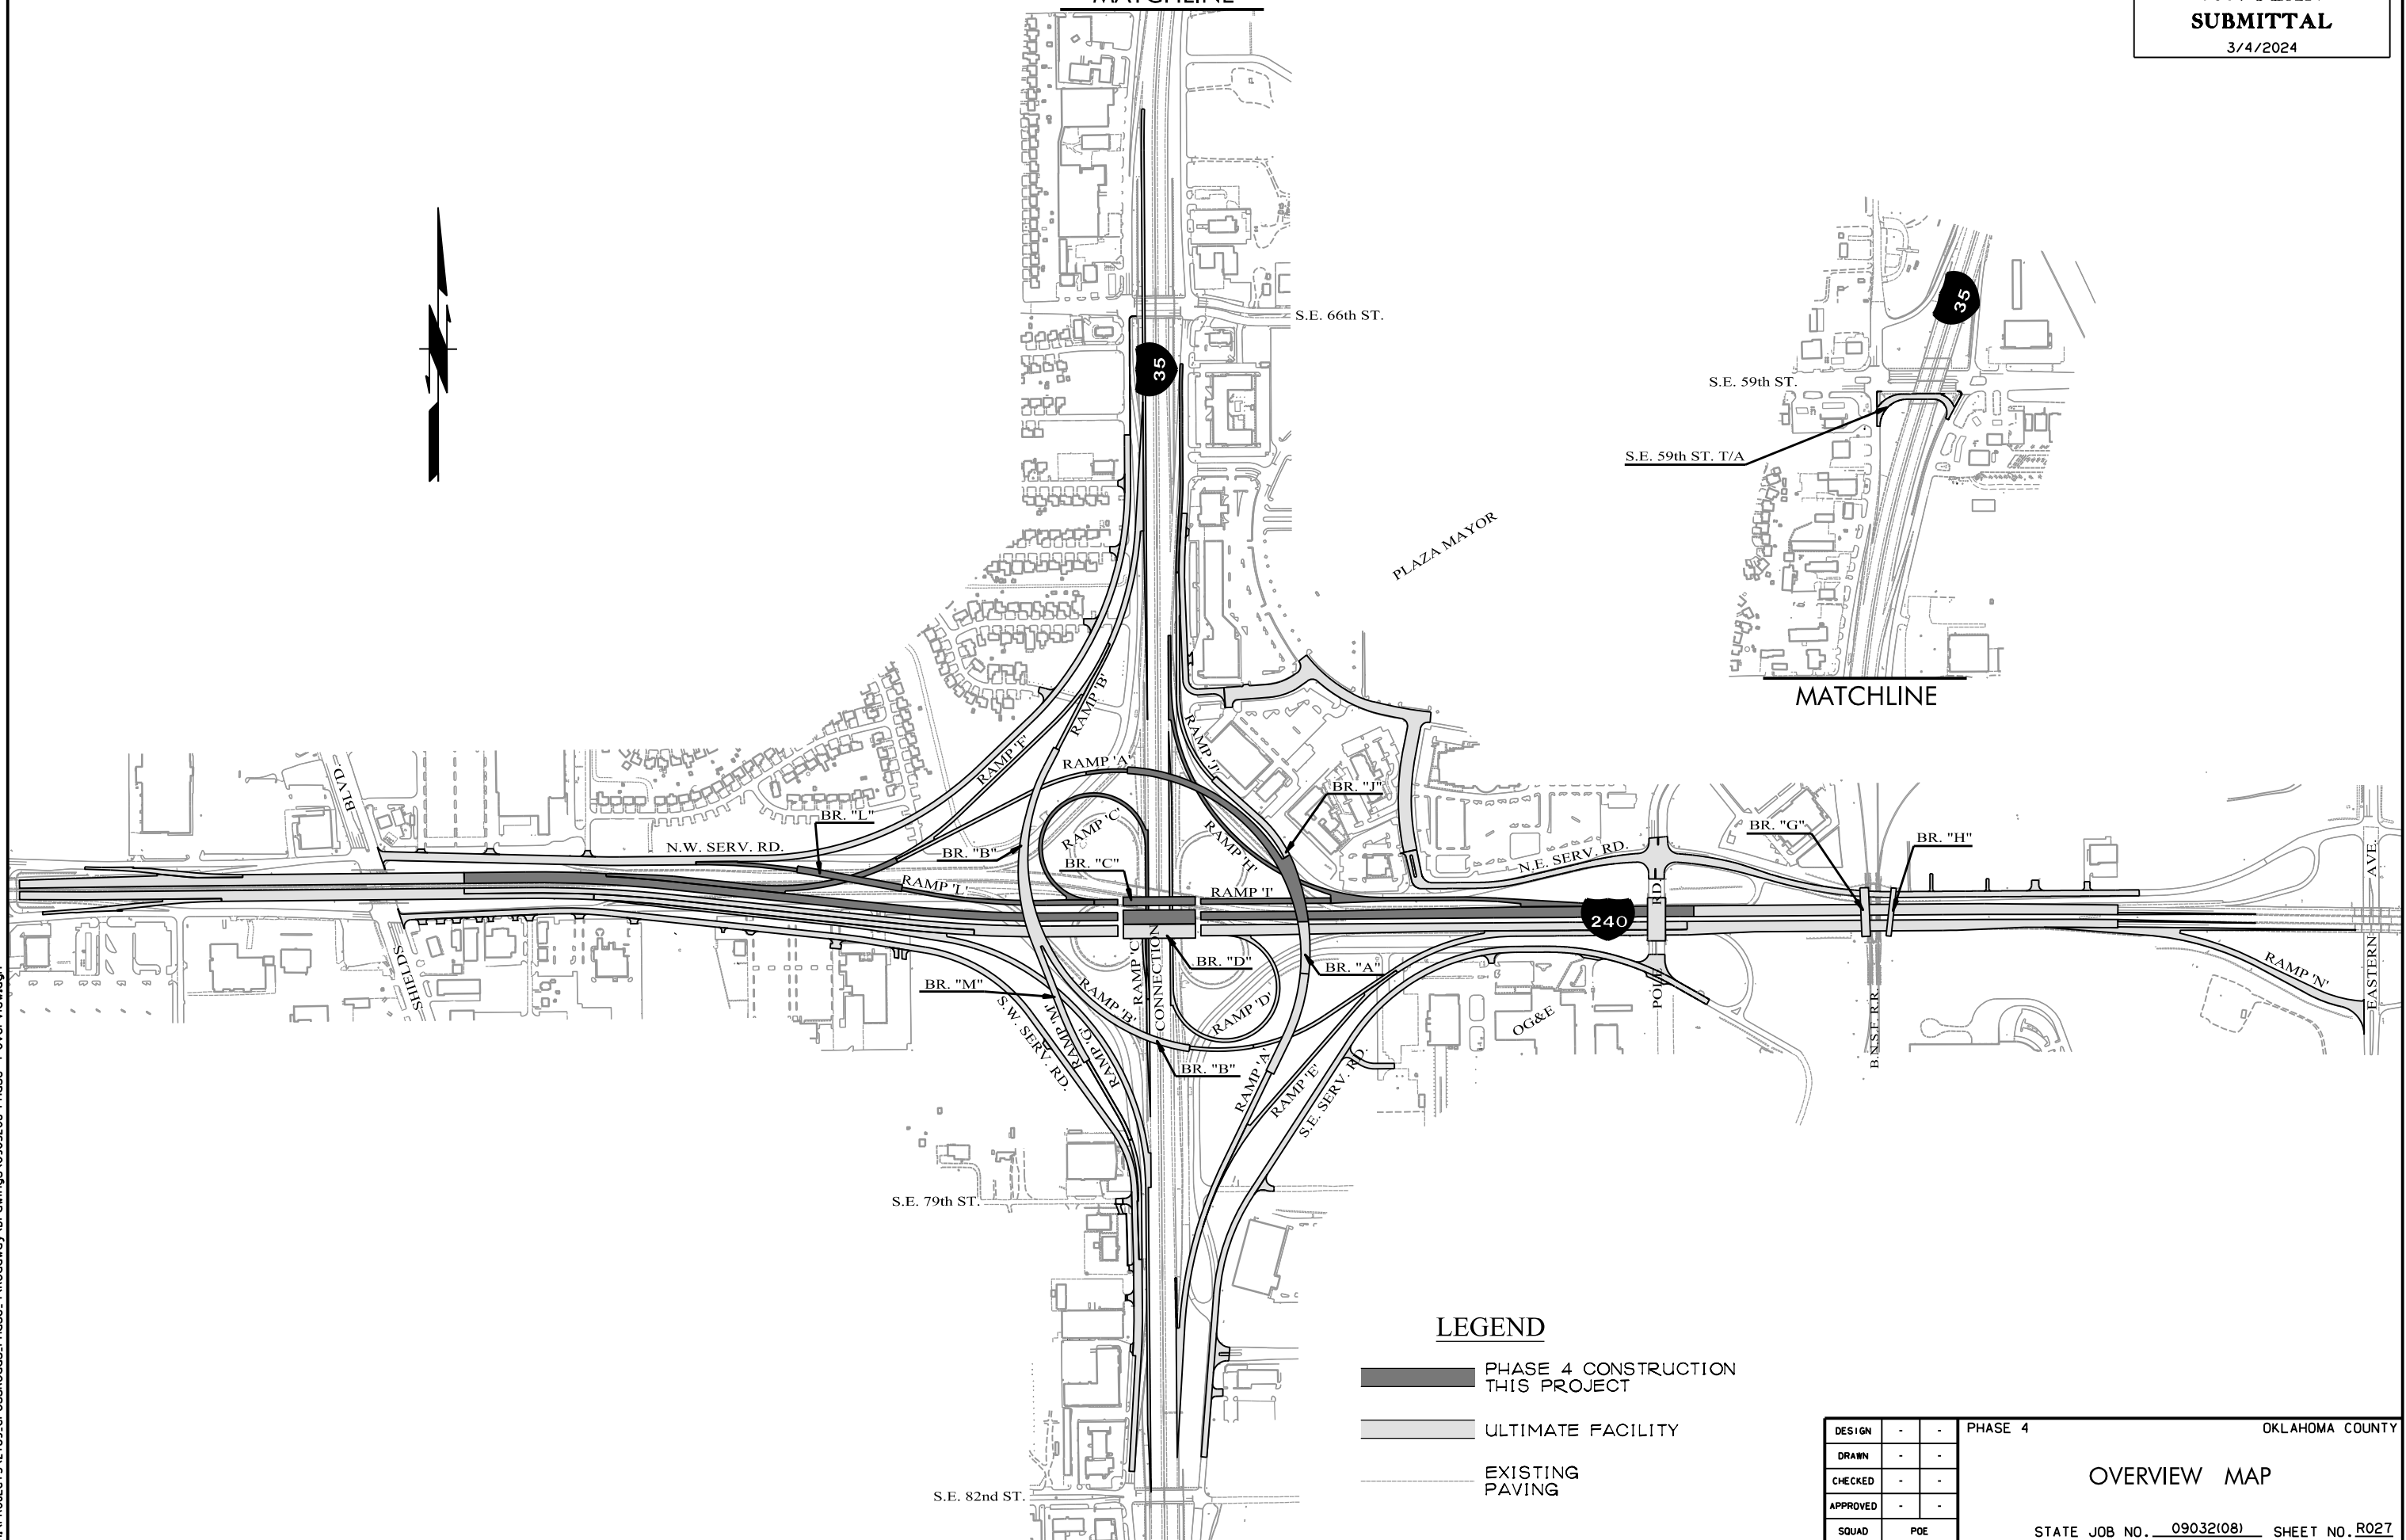 MATCHLINE
SUBMITTAL
3/4/2024
S.E. 66th ST.
35
35
S.E. 59th ST.
S.E. 59th ST. T/A
PLAZA MAYOR
MATCHLINE
RAMP 'B'
RAMP 'F'
RAMP 'A'
RAMP 'J'
BR. "J"
BLVD.
BR. "L"
N.W. SERV. RD.
BR. "B"
RAMP 'C'
BR. "C"
RAMP 'H'
RAMP 'L'
RAMP 'I'
N.E. SERV. RD.
BR. "G"
BR. "H"
AVE.
RD.
240
SHIELDS
BR. "M"
RAMP 'C'
CONNECTION
BR. "D"
BR. "A"
POLE
EASTERN
RAMP 'N'
S.W. SERV. RD.
RAMP 'M'
RAMP 'G'
RAMP 'B'
RAMP 'D'
OG&E
B.N.S.F. R.R.
BR. "B"
RAMP 'A'
RAMP 'E'
S.E. SERV. RD.
S.E. 79th ST.
S.E. 82nd ST.
LEGEND
PHASE 4 CONSTRUCTION
THIS PROJECT
ULTIMATE FACILITY
EXISTING
PAVING
DESIGN - -
DRAWN - -
CHECKED - -
APPROVED - -
SQUAD POE
PHASE 4 OKLAHOMA COUNTY
OVERVIEW MAP
STATE JOB NO. 09032(08) SHEET NO. R027